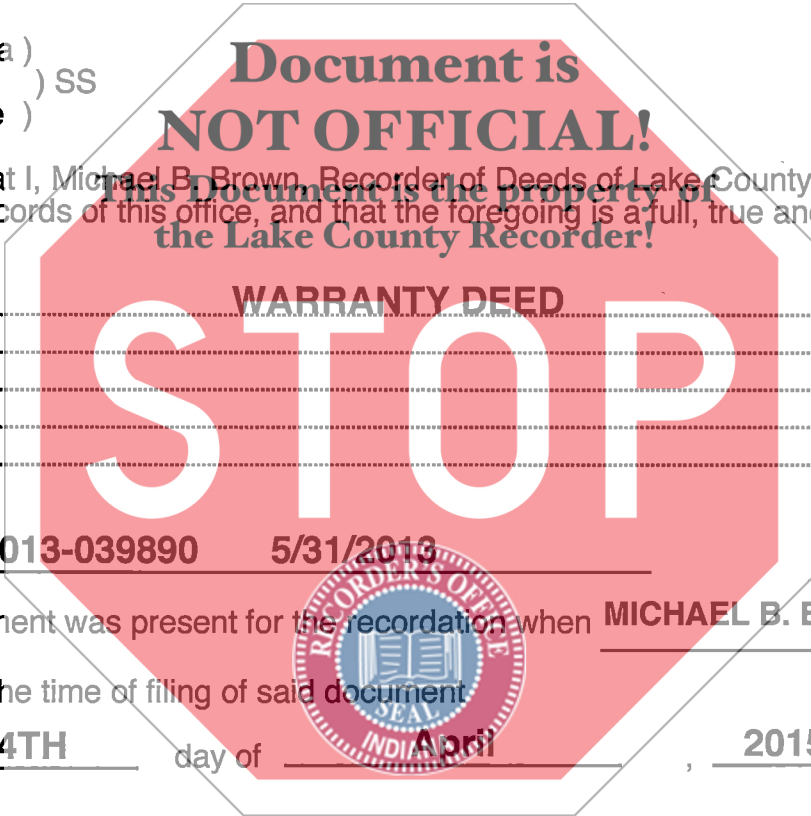 a )
) SS
e )
Document is
NOT OFFICIAL!
This Document is the property of
the Lake County Recorder!
at I, Michael B. Brown, Recorder of Deeds of Lake County
cords of this office, and that the foregoing is a full, true and
WARRANTY DEED
STOP
013-039890 5/31/2013
ment was present for the recordation when MICHAEL B. B
he time of filing of said document
4TH day of April , 2015
RECORDER'S OFFICE
SEAL
INDIANA